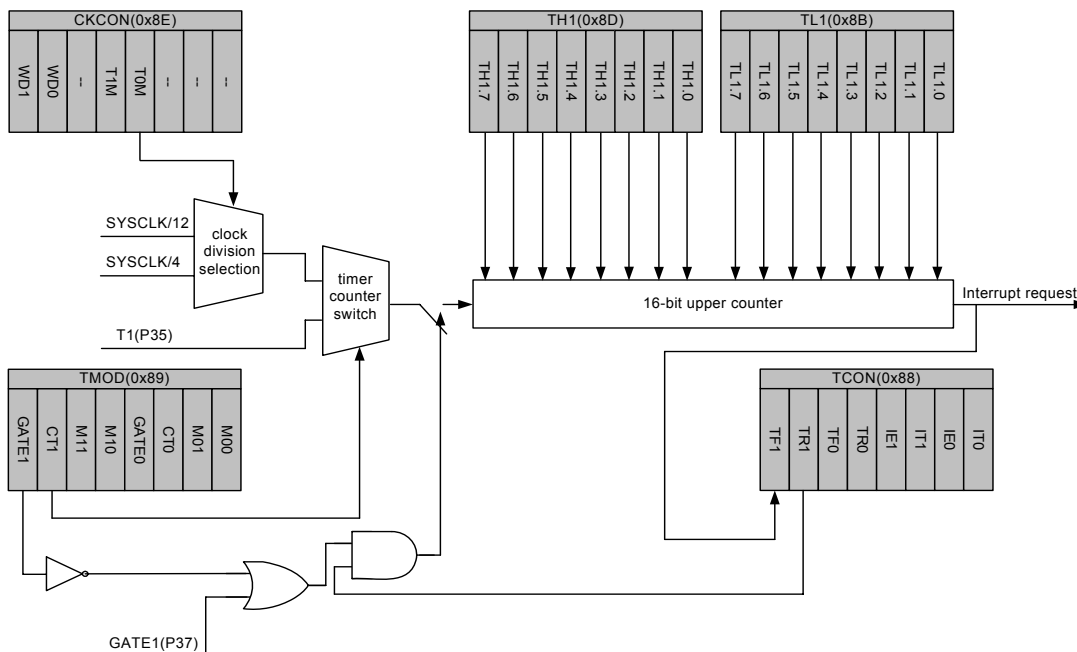 CKCON(0x8E)
WD1
WD0
--
T1M
T0M
--
--
--
TH1(0x8D)
TH1.7
TH1.6
TH1.5
TH1.4
TH1.3
TH1.2
TH1.1
TH1.0
TL1(0x8B)
TL1.7
TL1.6
TL1.5
TL1.4
TL1.3
TL1.2
TL1.1
TL1.0
SYSCLK/12
SYSCLK/4
clock
division
selection
timer
counter
switch
T1(P35)
16-bit upper counter
Interrupt request
TMOD(0x89)
GATE1
CT1
M11
M10
GATE0
CT0
M01
M00
TCON(0x88)
TF1
TR1
TF0
TR0
IE1
IT1
IE0
IT0
GATE1(P37)